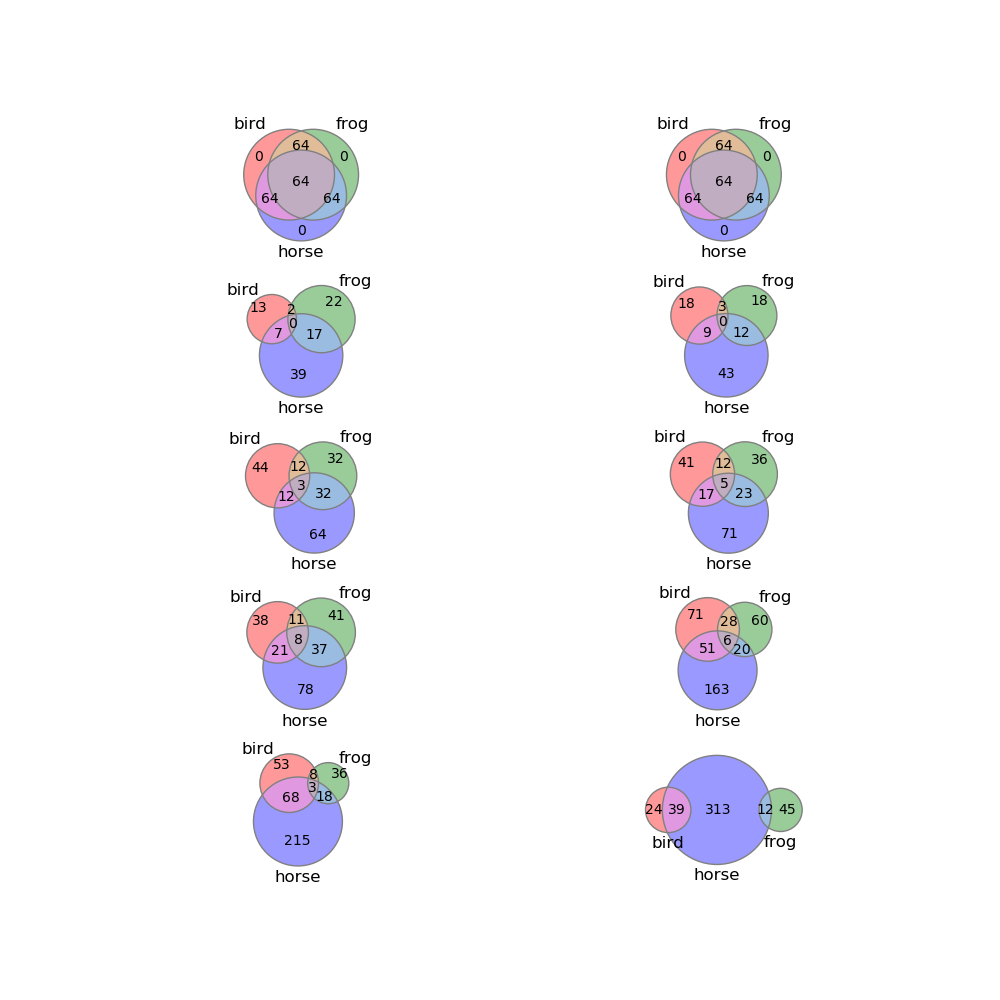 bird frog bird frog
64 64
0 0 0 0
64 64
64 64 64 64
0 0
horse horse
bird frog bird frog
13 2 22 18 3 18
0 0
7 17 9 12
39 43
horse horse
bird frog bird frog
44 12 32 41 12 36
3 5
12 32 17 23
64 71
horse horse
bird frog bird frog
38 11 41 71 28 60
8 6
21 37 51 20
78 163
horse horse
bird frog
53 8 36
3
68 18
215
horse
24 39 313 12 45
bird frog
horse